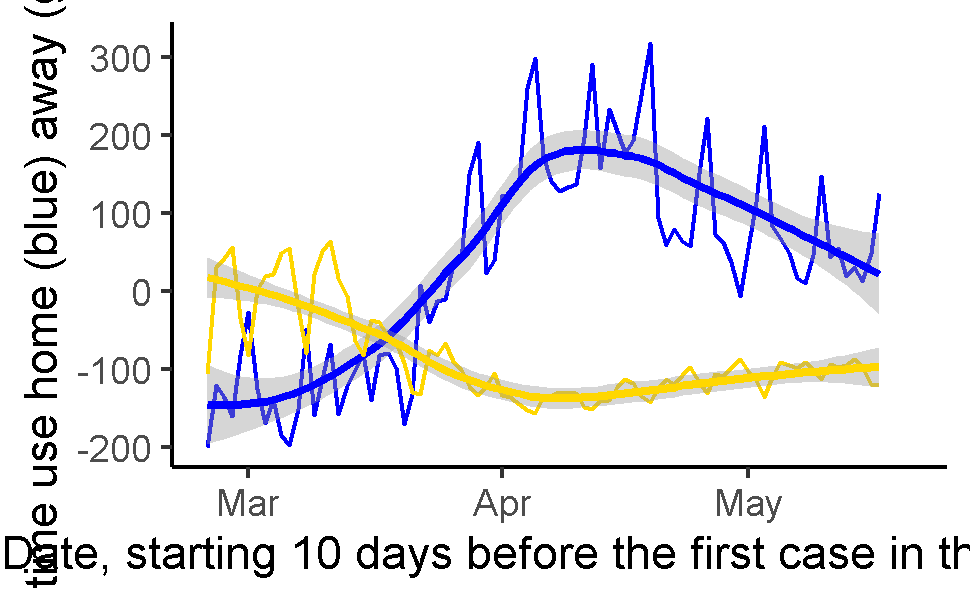 time use home (blue) away (
300
200
100
0
-100
-200
Mar Apr May
Date, starting 10 days before the first case in th